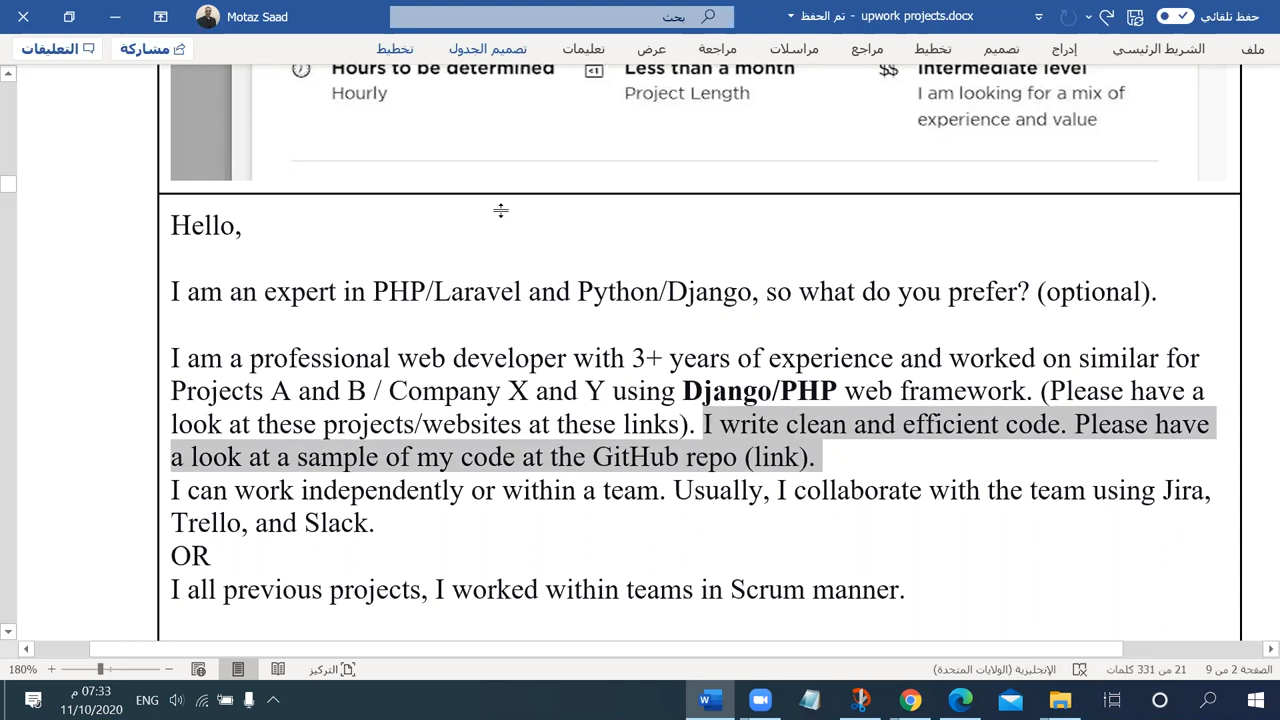 Motaz Saad
بحث
upwork projects.docx - تم الحفظ
حفظ تلقائي
ملف
الشريط الرئيسي
إدراج
تصميم
تخطيط
مراجع
مراسلات
مراجعة
عرض
تعليمات
تصميم الجدول
تخطيط
مشاركة
التعليقات
Hours to be determined
Hourly
Less than a month
Project Length
$$ Intermediate level
I am looking for a mix of
experience and value
Hello,
I am an expert in PHP/Laravel and Python/Django, so what do you prefer? (optional).
I am a professional web developer with 3+ years of experience and worked on similar for
Projects A and B / Company X and Y using Django/PHP web framework. (Please have a
look at these projects/websites at these links). I write clean and efficient code. Please have
a look at a sample of my code at the GitHub repo (link).
I can work independently or within a team. Usually, I collaborate with the team using Jira,
Trello, and Slack.
OR
I all previous projects, I worked within teams in Scrum manner.
الصفحة 2 من 9
21 من 331 كلمات
الإنجليزية (الولايات المتحدة)
التركيز
180%
07:33 م
11/10/2020
ENG